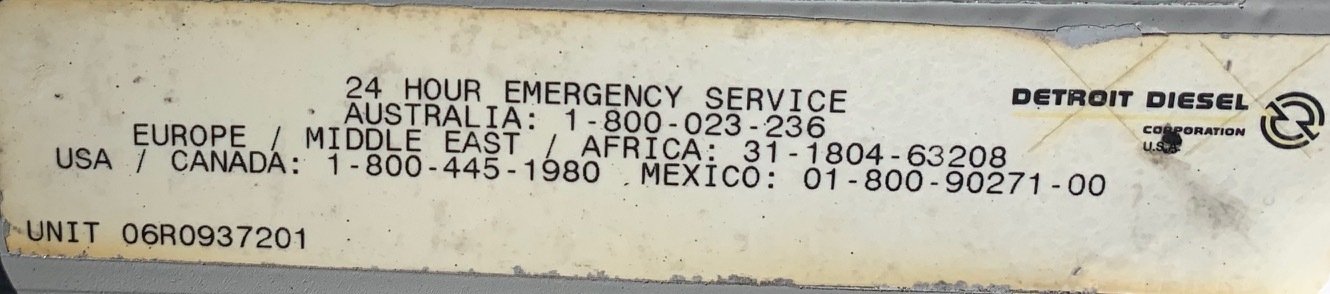 24 HOUR EMERGENCY SERVICE
AUSTRALIA: 1-800-023-236
EUROPE / MIDDLE EAST / AFRICA: 31-1804-63208
USA / CANADA: 1-800-445-1980 MEXICO: 01-800-90271-00
UNIT 06R0937201
DETROIT DIESEL
CORPORATION
U.S.A